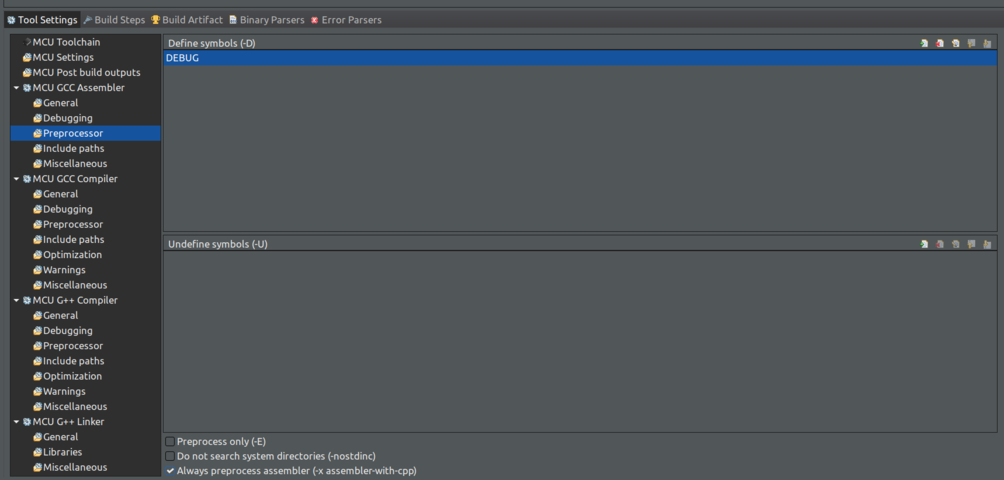 Tool Settings Build Steps Build Artifact Binary Parsers Error Parsers
MCU Toolchain
MCU Settings
MCU Post build outputs
MCU GCC Assembler
General
Debugging
Preprocessor
Include paths
Miscellaneous
MCU GCC Compiler
General
Debugging
Preprocessor
Include paths
Optimization
Warnings
Miscellaneous
MCU G++ Compiler
General
Debugging
Preprocessor
Include paths
Optimization
Warnings
Miscellaneous
MCU G++ Linker
General
Libraries
Miscellaneous
Define symbols (-D)
DEBUG
Undefine symbols (-U)
Preprocess only (-E)
Do not search system directories (-nostdinc)
Always preprocess assembler (-x assembler-with-cpp)